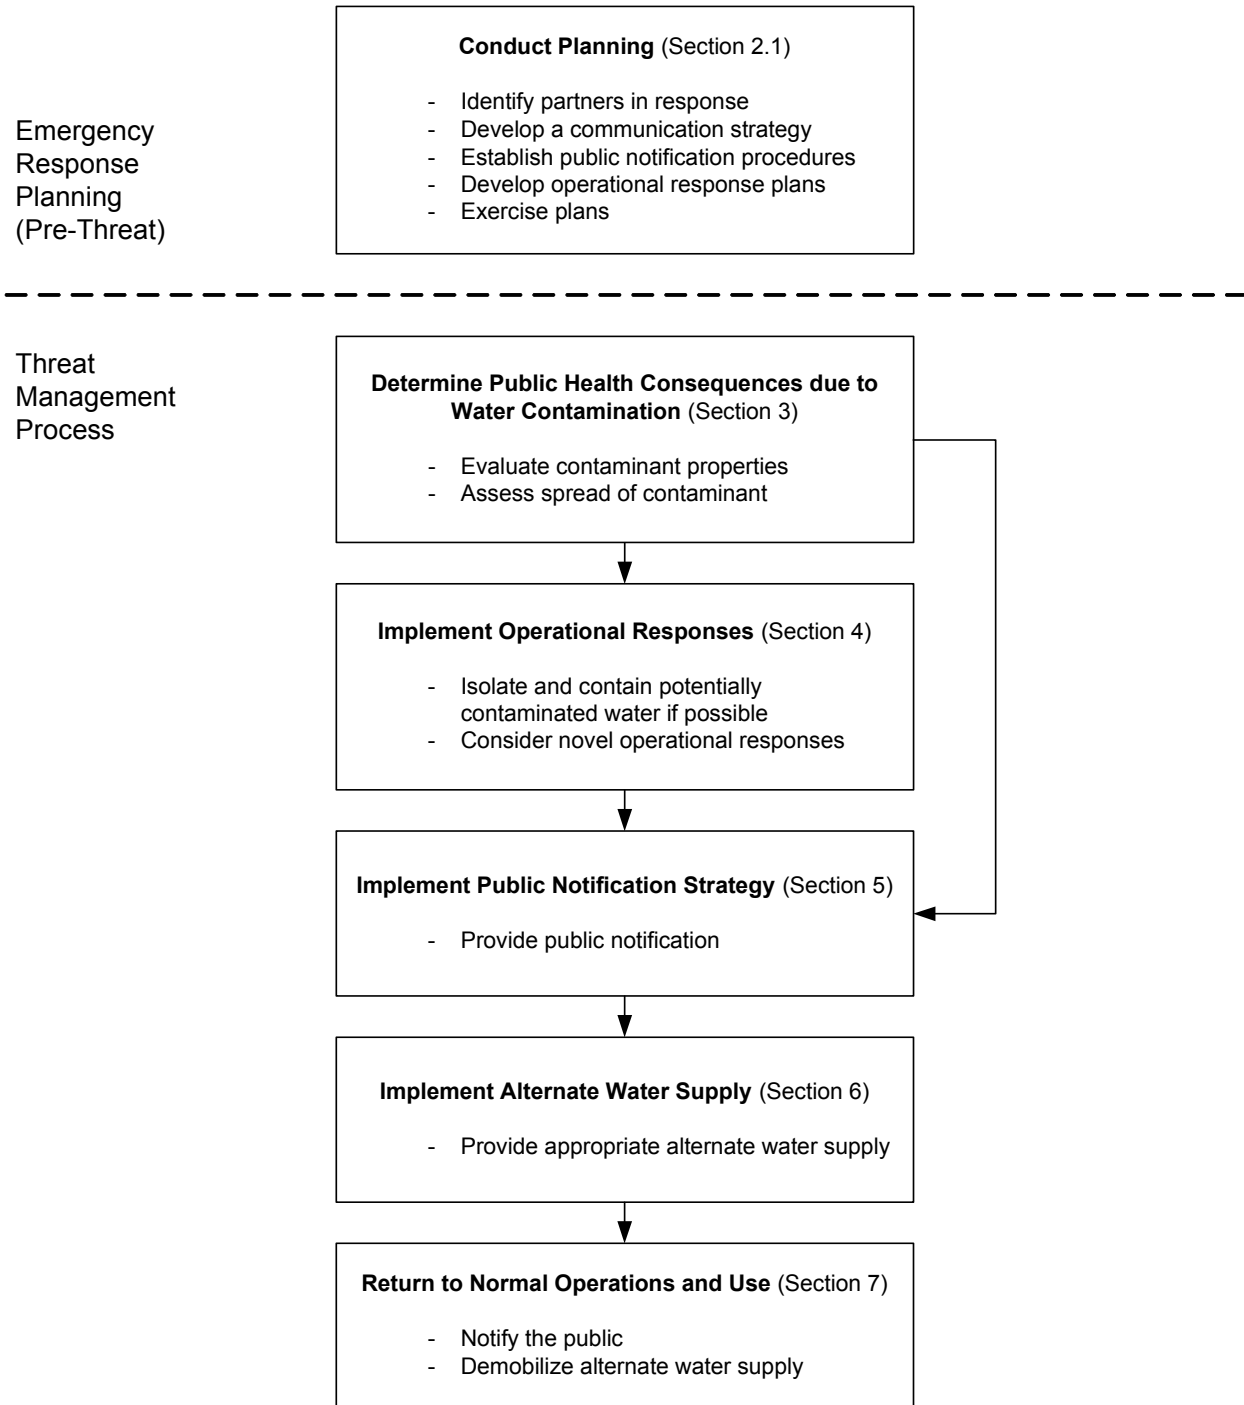 Emergency
Response
Planning
(Pre-Threat)
Conduct Planning (Section 2.1)
- Identify partners in response
- Develop a communication strategy
- Establish public notification procedures
- Develop operational response plans
- Exercise plans
Threat
Management
Process
Determine Public Health Consequences due to
Water Contamination (Section 3)
- Evaluate contaminant properties
- Assess spread of contaminant
Implement Operational Responses (Section 4)
- Isolate and contain potentially
contaminated water if possible
- Consider novel operational responses
Implement Public Notification Strategy (Section 5)
- Provide public notification
Implement Alternate Water Supply (Section 6)
- Provide appropriate alternate water supply
Return to Normal Operations and Use (Section 7)
- Notify the public
- Demobilize alternate water supply